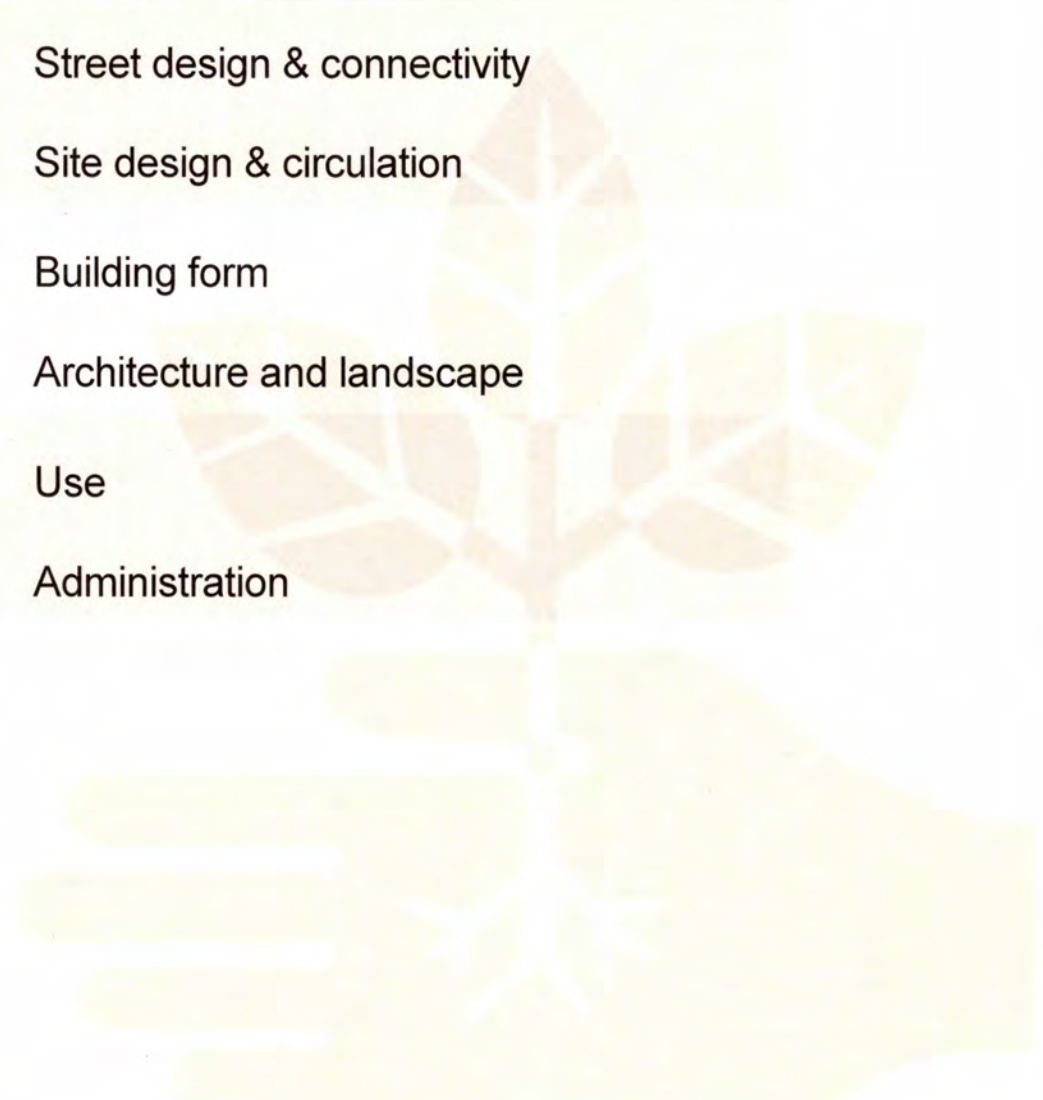 Street design & connectivity
Site design & circulation
Building form
Architecture and landscape
Use
Administration